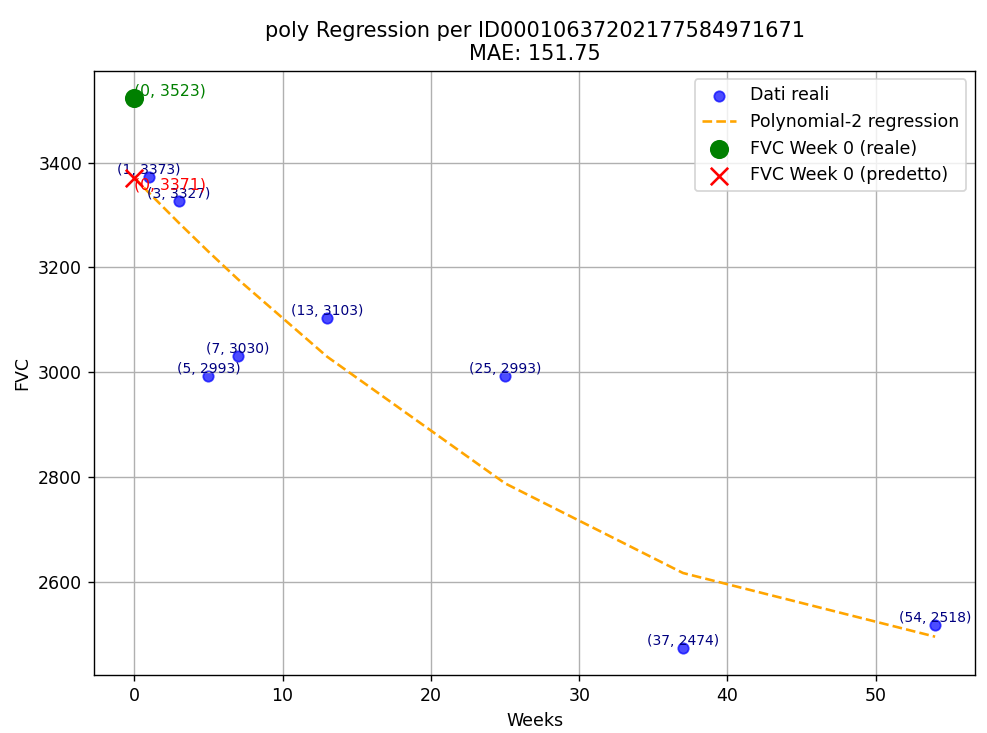 poly Regression per ID00010637202177584971671
MAE: 151.75
(0, 3523)
Dati reali
Polynomial-2 regression
FVC Week 0 (reale)
FVC Week 0 (predetto)
(1, 3373)
(0, 3371)
(3, 3327)
(13, 3103)
(7, 3030)
(5, 2993)
(25, 2993)
(37, 2474)
(54, 2518)
FVC
3400
3200
3000
2800
2600
0
10
20
30
40
50
Weeks